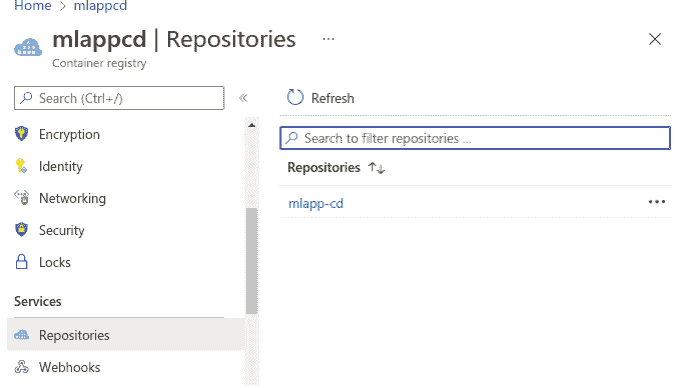 Home > mlappcd
mlappcd | Repositories ...
Container registry
Search (Ctrl+/) «
Encryption
Identity
Networking
Security
Locks
Services
Repositories
Webhooks
Refresh
Search to filter repositories ...
Repositories ↑↓
mlapp-cd ...